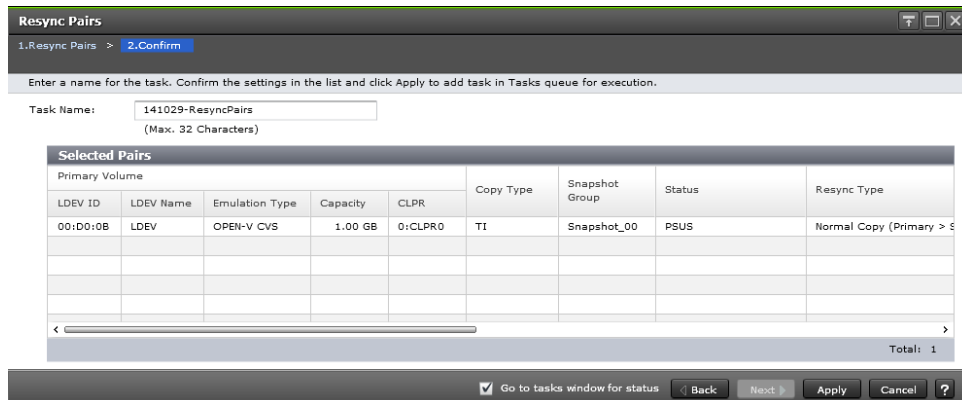 Resync Pairs
1.Resync Pairs > 2.Confirm
Enter a name for the task. Confirm the settings in the list and click Apply to add task in Tasks queue for execution.
Task Name: 141029-ResyncPairs
(Max. 32 Characters)
Selected Pairs
Primary Volume Copy Type Snapshot Group Status Resync Type
LDEV ID LDEV Name Emulation Type Capacity CLPR
00:D0:0B LDEV OPEN-V CVS 1.00 GB 0:CLPR0 TI Snapshot_00 PSUS Normal Copy (Primary > S
Total: 1
Go to tasks window for status Back Next Apply Cancel ?